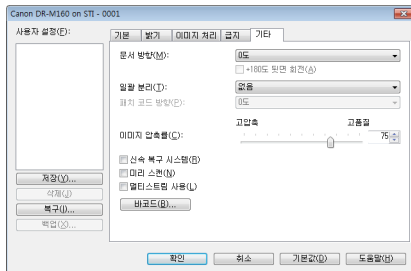 Canon DR-M160 on STI - 0001
사용자 설정(F):
기본 밝기 이미지 처리 급지 기타
문서 방향(M): 0도
+180도 뒷면 회전(A)
일괄 분리(T): 없음
패치 코드 방향(P): 0도
고압축 고품질
이미지 압축률(C): 75
신속 복구 시스템(R)
미리 스캔(N)
멀티스트림 사용(L)
바코드(B)...
저장(Y)...
삭제(J)
복구(I)...
백업(X)...
확인 취소 기본값(D) 도움말(H)